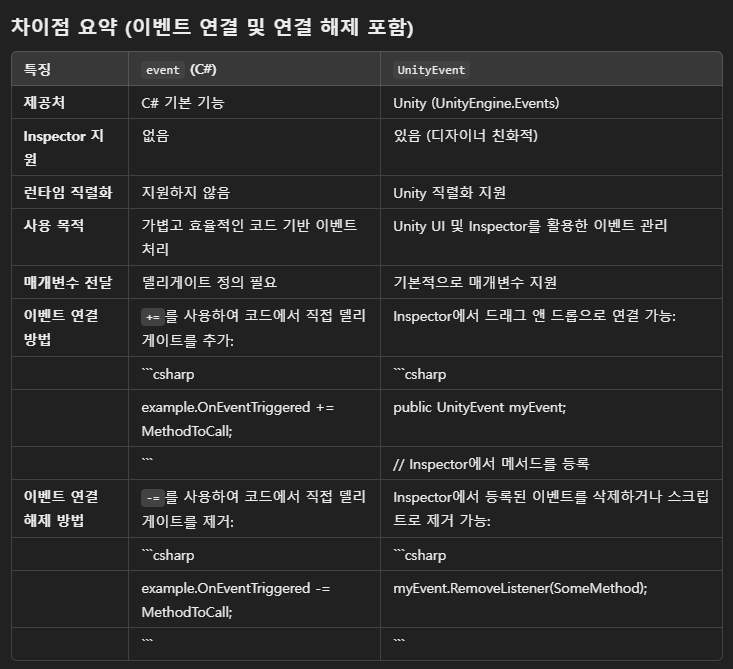 차이점 요약 (이벤트 연결 및 연결 해제 포함)
특징 event (C#) UnityEvent
제공처 C# 기본 기능 Unity (UnityEngine.Events)
Inspector 지 없음 있음 (디자이너 친화적)
원
런타임 직렬화 지원하지 않음 Unity 직렬화 지원
사용 목적 가볍고 효율적인 코드 기반 이벤트 Unity UI 및 Inspector를 활용한 이벤트 관리
처리
매개변수 전달 델리게이트 정의 필요 기본적으로 매개변수 지원
이벤트 연결 += 를 사용하여 코드에서 직접 델리 Inspector에서 드래그 앤 드롭으로 연결 가능:
방법 게이트를 추가:
```csharp ```csharp
example.OnEventTriggered += public UnityEvent myEvent;
MethodToCall;
``` // Inspector에서 메서드를 등록
이벤트 연결 -= 를 사용하여 코드에서 직접 델리 Inspector에서 등록된 이벤트를 삭제하거나 스크립
해제 방법 게이트를 제거: 트로 제거 가능:
```csharp ```csharp
example.OnEventTriggered -= myEvent.RemoveListener(SomeMethod);
MethodToCall;
``` ```